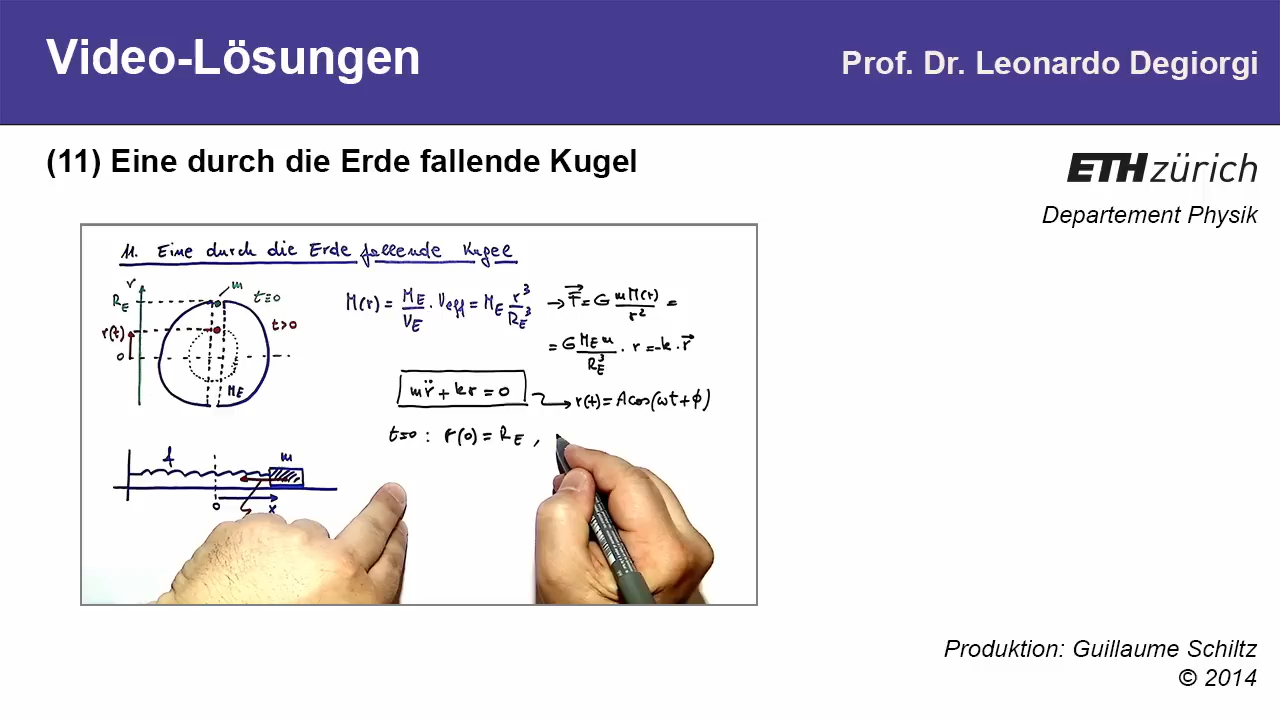 Video-Lösungen
Prof. Dr. Leonardo Degiorgi
(11) Eine durch die Erde fallende Kugel
ETH zürich
Departement Physik
11. Eine durch die Erde fallende Kugel
r
m
R_E
t=0
r(t)
t>0
0
M_E
M(r) = M_E/V_E · V_eff = M_E r³/R_E³
→ F⃗ = G mM(r)/r² =
= G M_E m/R_E³ · r = -k · r⃗
mr̈ + kr = 0
→ r(t) = A cos(ωt + ϕ)
t=0 : r(0) = R_E ,
m
0
x
Produktion: Guillaume Schiltz
© 2014